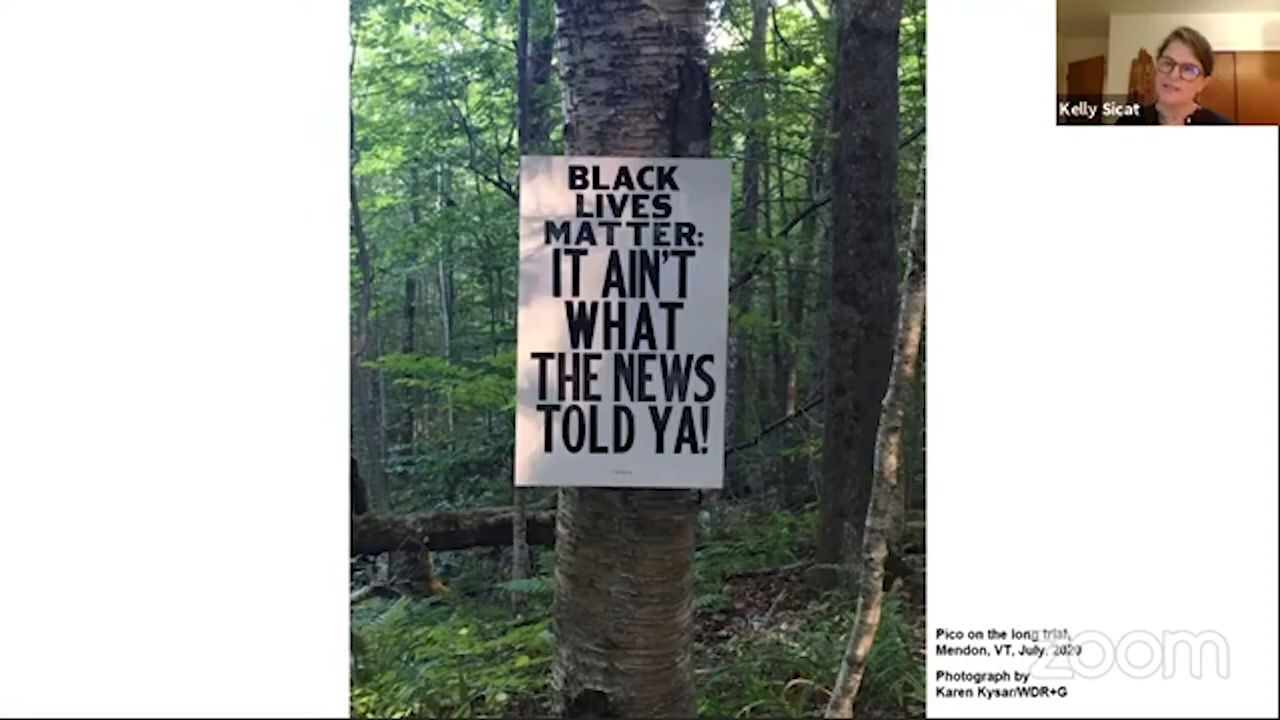 BLACK
LIVES
MATTER:
IT AIN'T
WHAT
THE NEWS
TOLD YA!
Kelly Sicat
Pico on the long trial,
Mendon, VT, July, 2020
Photograph by
Karen Kysar/WDR+G
zoom